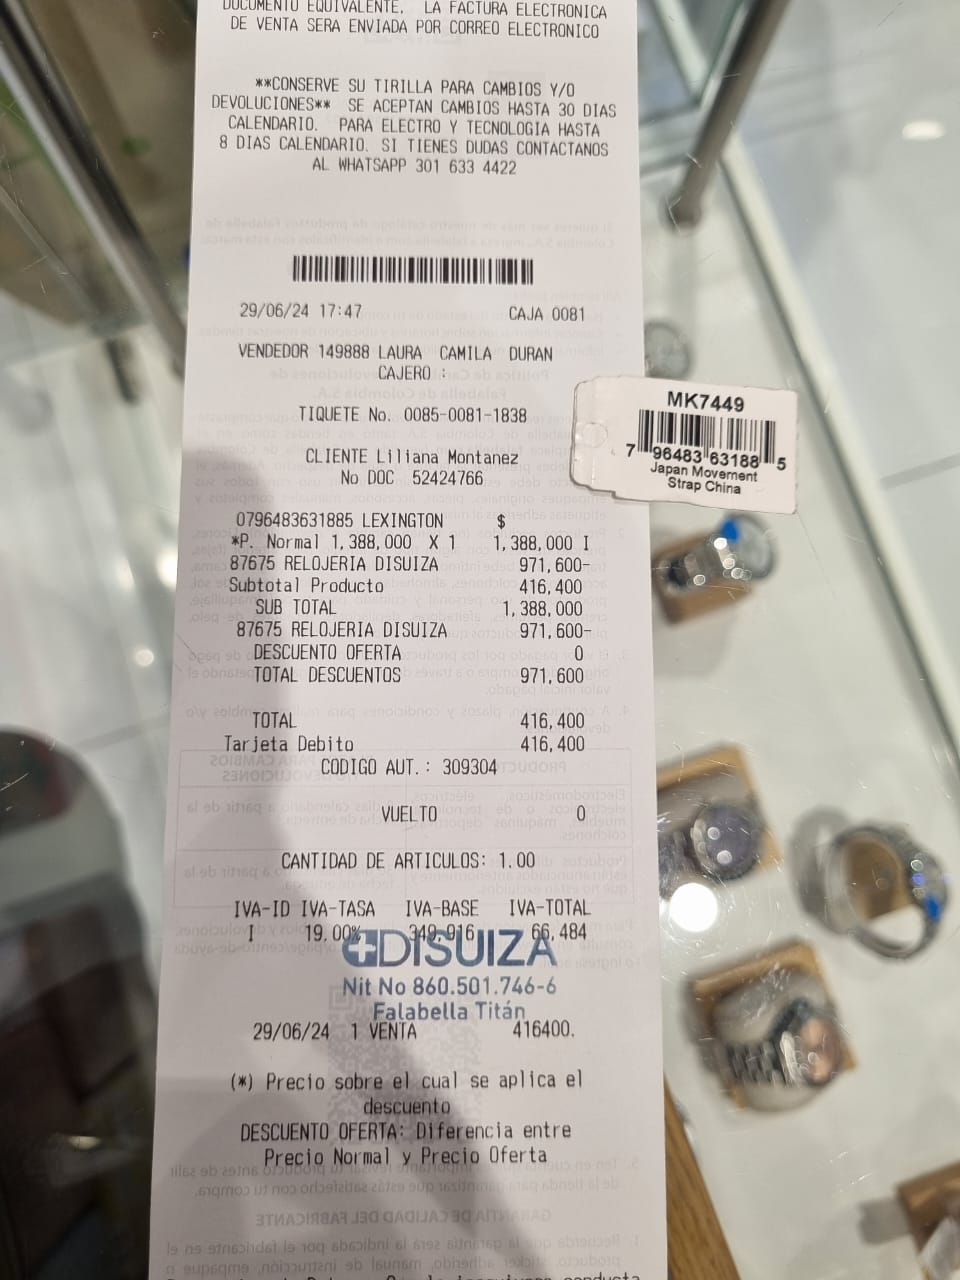 DOCUMENTO EQUIVALENTE. LA FACTURA ELECTRONICA
DE VENTA SERA ENVIADA POR CORREO ELECTRONICO
**CONSERVE SU TIRILLA PARA CAMBIOS Y/O
DEVOLUCIONES** SE ACEPTAN CAMBIOS HASTA 30 DIAS
CALENDARIO. PARA ELECTRO Y TECNOLOGIA HASTA
8 DIAS CALENDARIO. SI TIENES DUDAS CONTACTANOS
AL WHATSAPP 301 633 4422
29/06/24 17:47 CAJA 0081
VENDEDOR 149888 LAURA CAMILA DURAN
CAJERO :
TIQUETE No. 0085-0081-1838
CLIENTE Liliana Montanez
No DOC 52424766
0796483631885 LEXINGTON $
*P. Normal 1,388,000 X 1 1,388,000 I
87675 RELOJERIA DISUIZA 971,600-
Subtotal Producto 416,400
SUB TOTAL 1,388,000
87675 RELOJERIA DISUIZA 971,600-
DESCUENTO OFERTA 0
TOTAL DESCUENTOS 971,600
TOTAL 416,400
Tarjeta Debito 416,400
CODIGO AUT.: 309304
VUELTO 0
CANTIDAD DE ARTICULOS: 1.00
IVA-ID IVA-TASA IVA-BASE IVA-TOTAL
I 19,00% 349,916 66,484
DISUIZA
Nit No 860.501.746-6
Falabella Titán
29/06/24 1 VENTA 416400.
(*) Precio sobre el cual se aplica el
descuento
DESCUENTO OFERTA: Diferencia entre
Precio Normal y Precio Oferta
MK7449
7 96483 63188 5
Japan Movement
Strap China